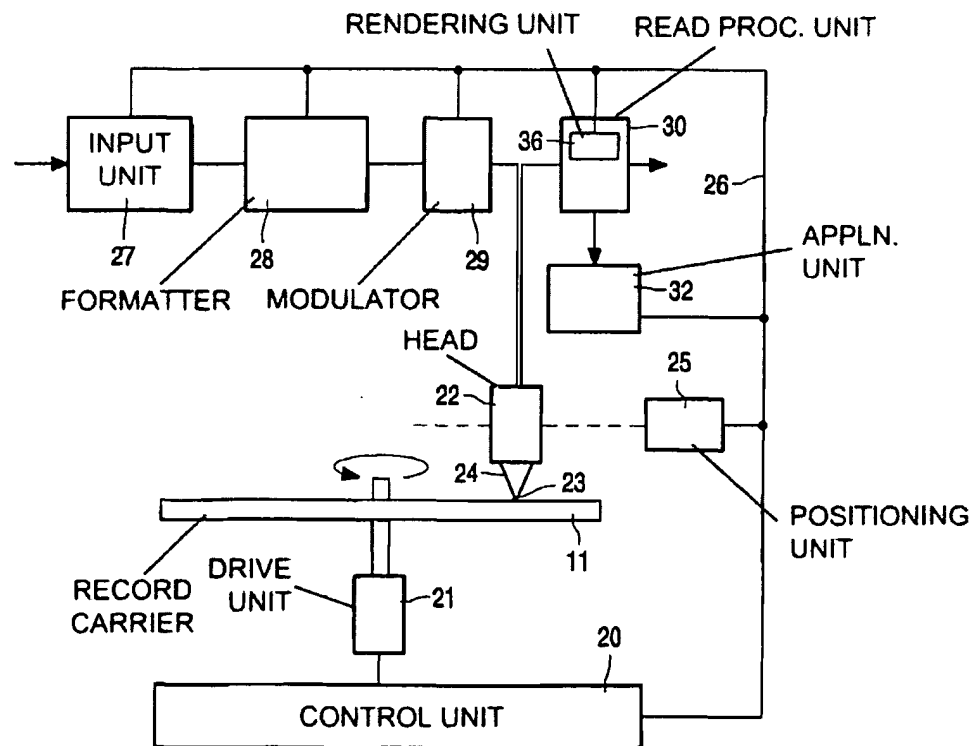 RENDERING UNIT
READ PROC. UNIT
INPUT
UNIT
27
28
29
36
30
26
FORMATTER
MODULATOR
APPLN.
UNIT
32
HEAD
22
25
24
23
POSITIONING
UNIT
11
RECORD
CARRIER
DRIVE
UNIT
21
20
CONTROL UNIT